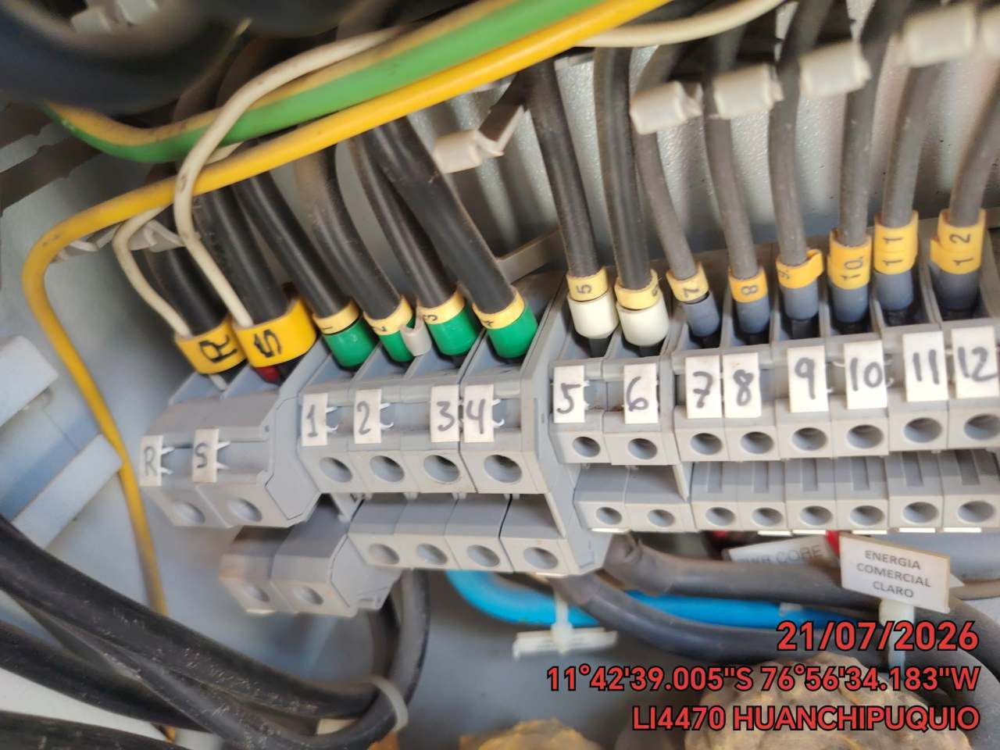 R
S
1
2
3
4
5
6
7
8
9
10
11
12
R S 1 2 3 4 5 6 7 8 9 10 11 12
CORE
ENERGIA
COMERCIAL
CLARO
21/07/2026
11°42'39.005"S 76°56'34.183"W
LI4470 HUANCHIPUQUIO